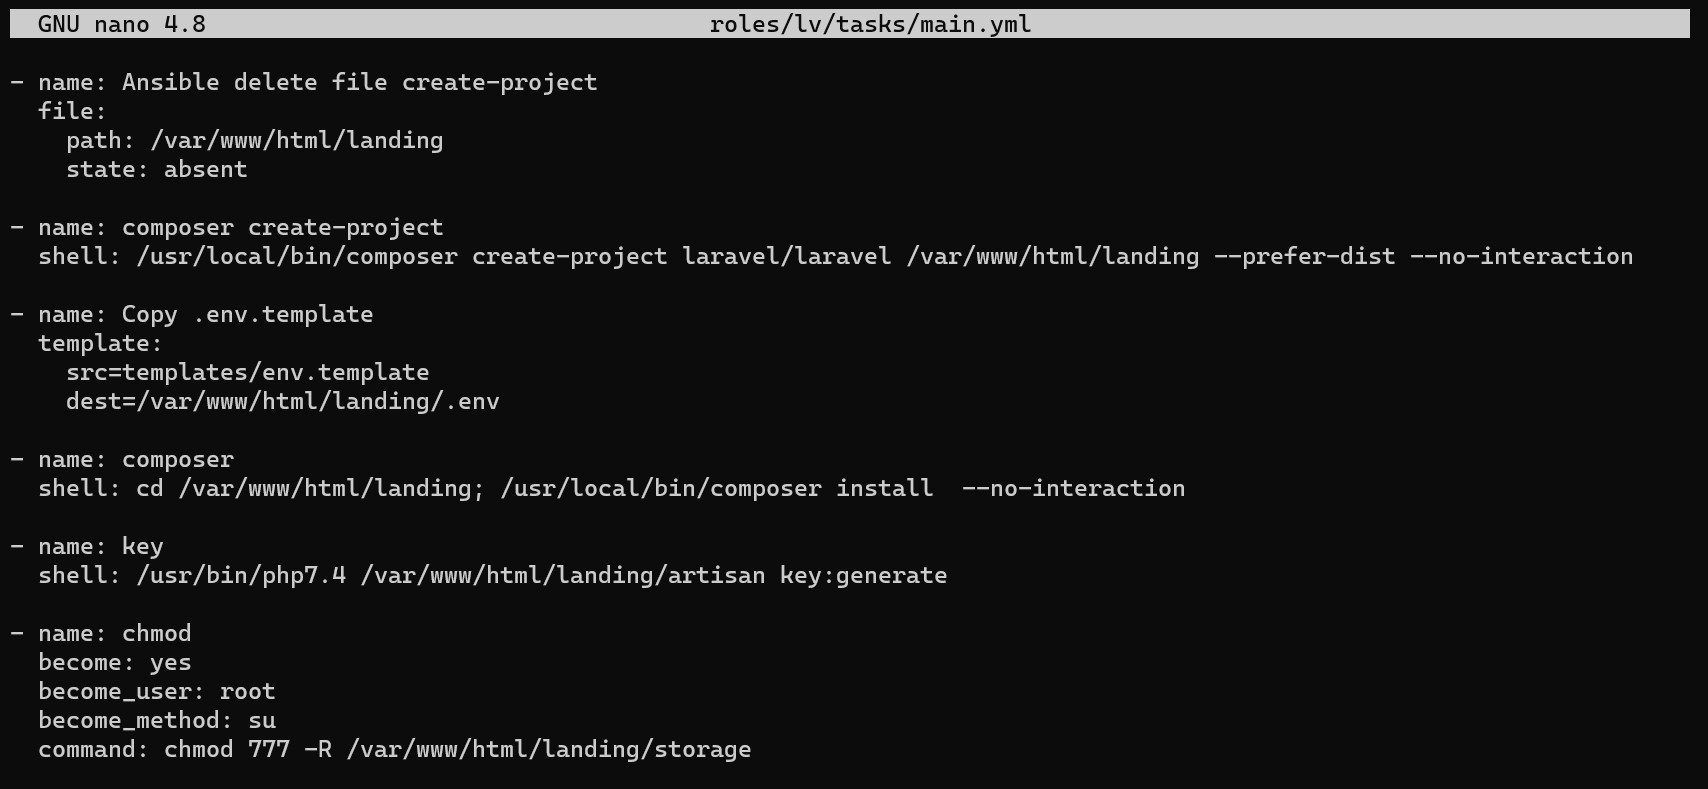 GNU nano 4.8 roles/lv/tasks/main.yml
- name: Ansible delete file create-project
  file:
    path: /var/www/html/landing
    state: absent
- name: composer create-project
  shell: /usr/local/bin/composer create-project laravel/laravel /var/www/html/landing --prefer-dist --no-interaction
- name: Copy .env.template
  template:
    src=templates/env.template
    dest=/var/www/html/landing/.env
- name: composer
  shell: cd /var/www/html/landing; /usr/local/bin/composer install  --no-interaction
- name: key
  shell: /usr/bin/php7.4 /var/www/html/landing/artisan key:generate
- name: chmod
  become: yes
  become_user: root
  become_method: su
  command: chmod 777 -R /var/www/html/landing/storage